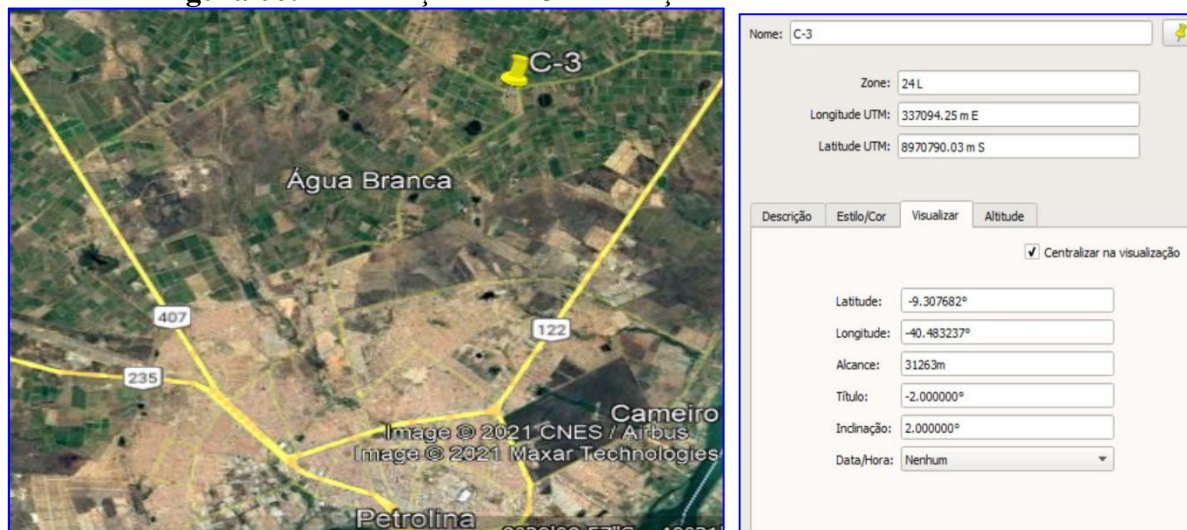 C-3
Água Branca
407
122
235
Carneiro
Image © 2021 CNES / Airbus
Image © 2021 Maxar Technologies
Petrolina
Nome: C-3
Zone: 24 L
Longitude UTM: 337094.25 m E
Latitude UTM: 8970790.03 m S
Descrição Estilo/Cor Visualizar Altitude
✓ Centralizar na visualização
Latitude: -9.307682°
Longitude: -40.483237°
Alcance: 31263m
Título: -2.000000°
Inclinação: 2.000000°
Data/Hora: Nenhum